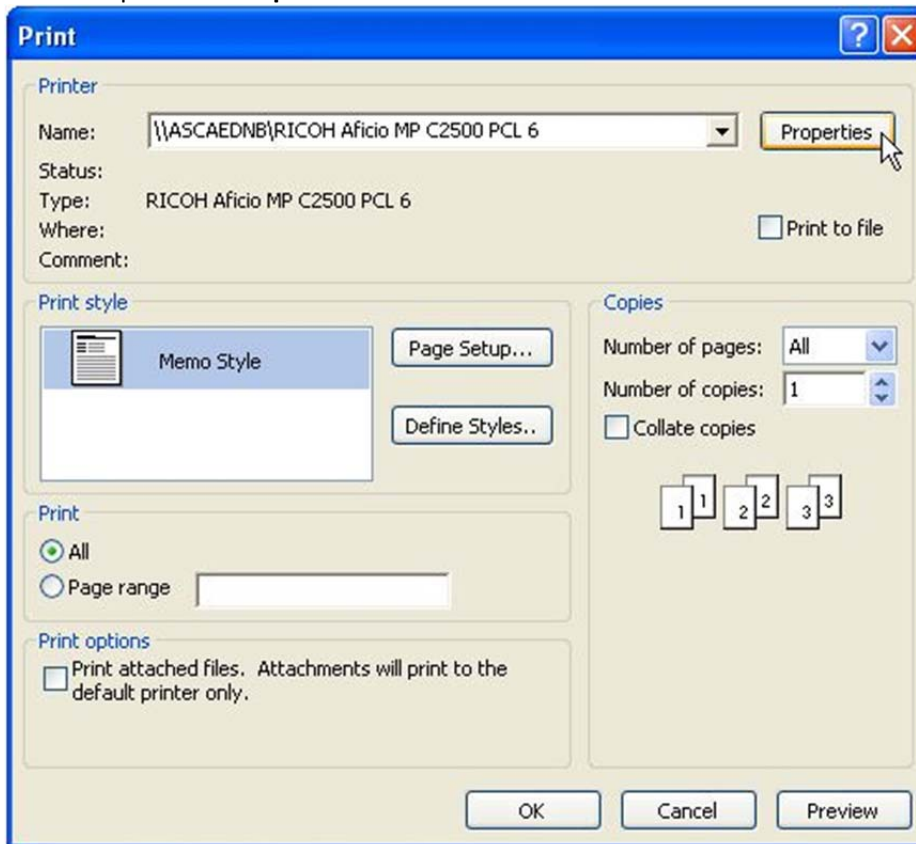 Print
Printer
Name: \\ASCAEDNB\RICOH Aficio MP C2500 PCL 6 Properties
Status:
Type: RICOH Aficio MP C2500 PCL 6
Where: Print to file
Comment:
Print style
Memo Style
Page Setup...
Define Styles..
Copies
Number of pages: All
Number of copies: 1
Collate copies
1 1 2 2 3 3
Print
All
Page range
Print options
Print attached files. Attachments will print to the
default printer only.
OK Cancel Preview